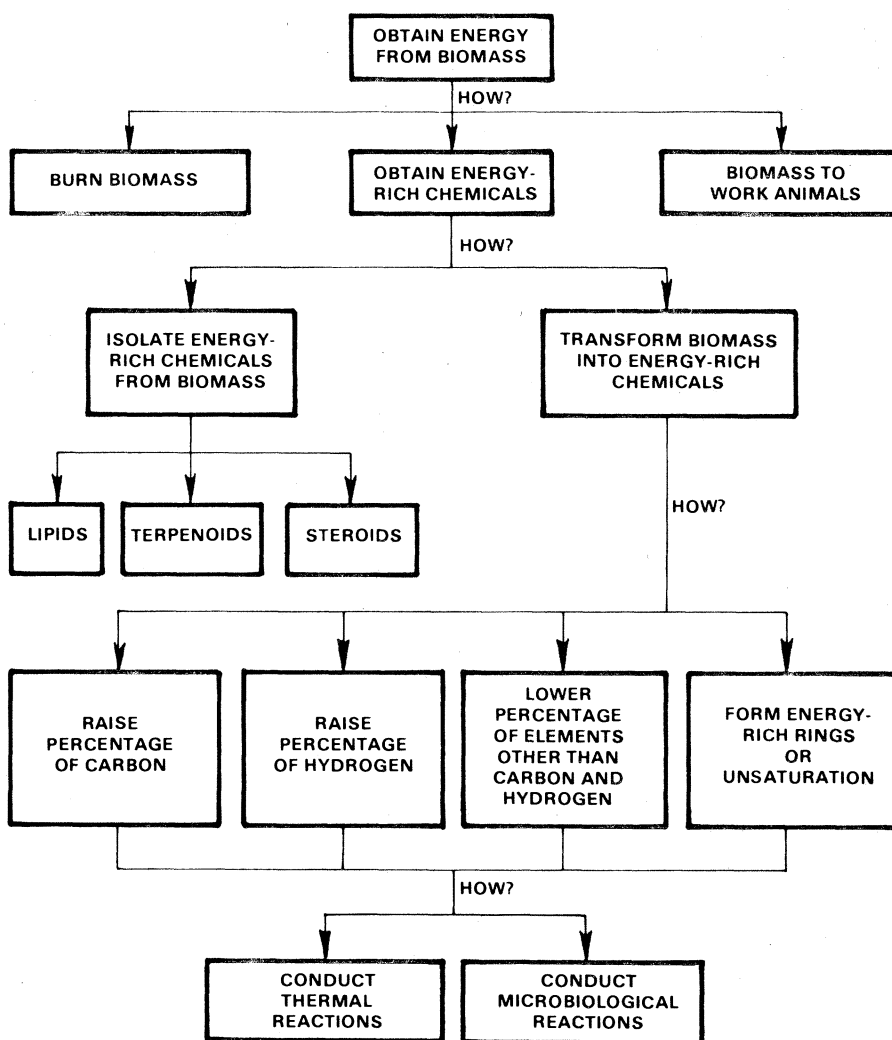 OBTAIN ENERGY
FROM BIOMASS
HOW?
BURN BIOMASS
OBTAIN ENERGY-
RICH CHEMICALS
BIOMASS TO
WORK ANIMALS
HOW?
ISOLATE ENERGY-
RICH CHEMICALS
FROM BIOMASS
TRANSFORM BIOMASS
INTO ENERGY-RICH
CHEMICALS
LIPIDS
TERPENOIDS
STEROIDS
HOW?
RAISE
PERCENTAGE
OF CARBON
RAISE
PERCENTAGE
OF HYDROGEN
LOWER
PERCENTAGE
OF ELEMENTS
OTHER THAN
CARBON AND
HYDROGEN
FORM ENERGY-
RICH RINGS
OR
UNSATURATION
HOW?
CONDUCT
THERMAL
REACTIONS
CONDUCT
MICROBIOLOGICAL
REACTIONS